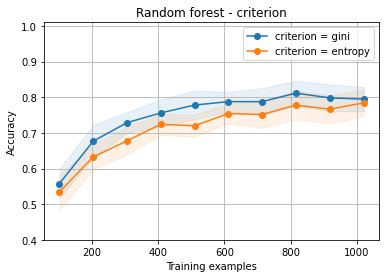 Random forest - criterion
criterion = gini
criterion = entropy
Accuracy
1.0
0.9
0.8
0.7
0.6
0.5
0.4
200 400 600 800 1000
Training examples